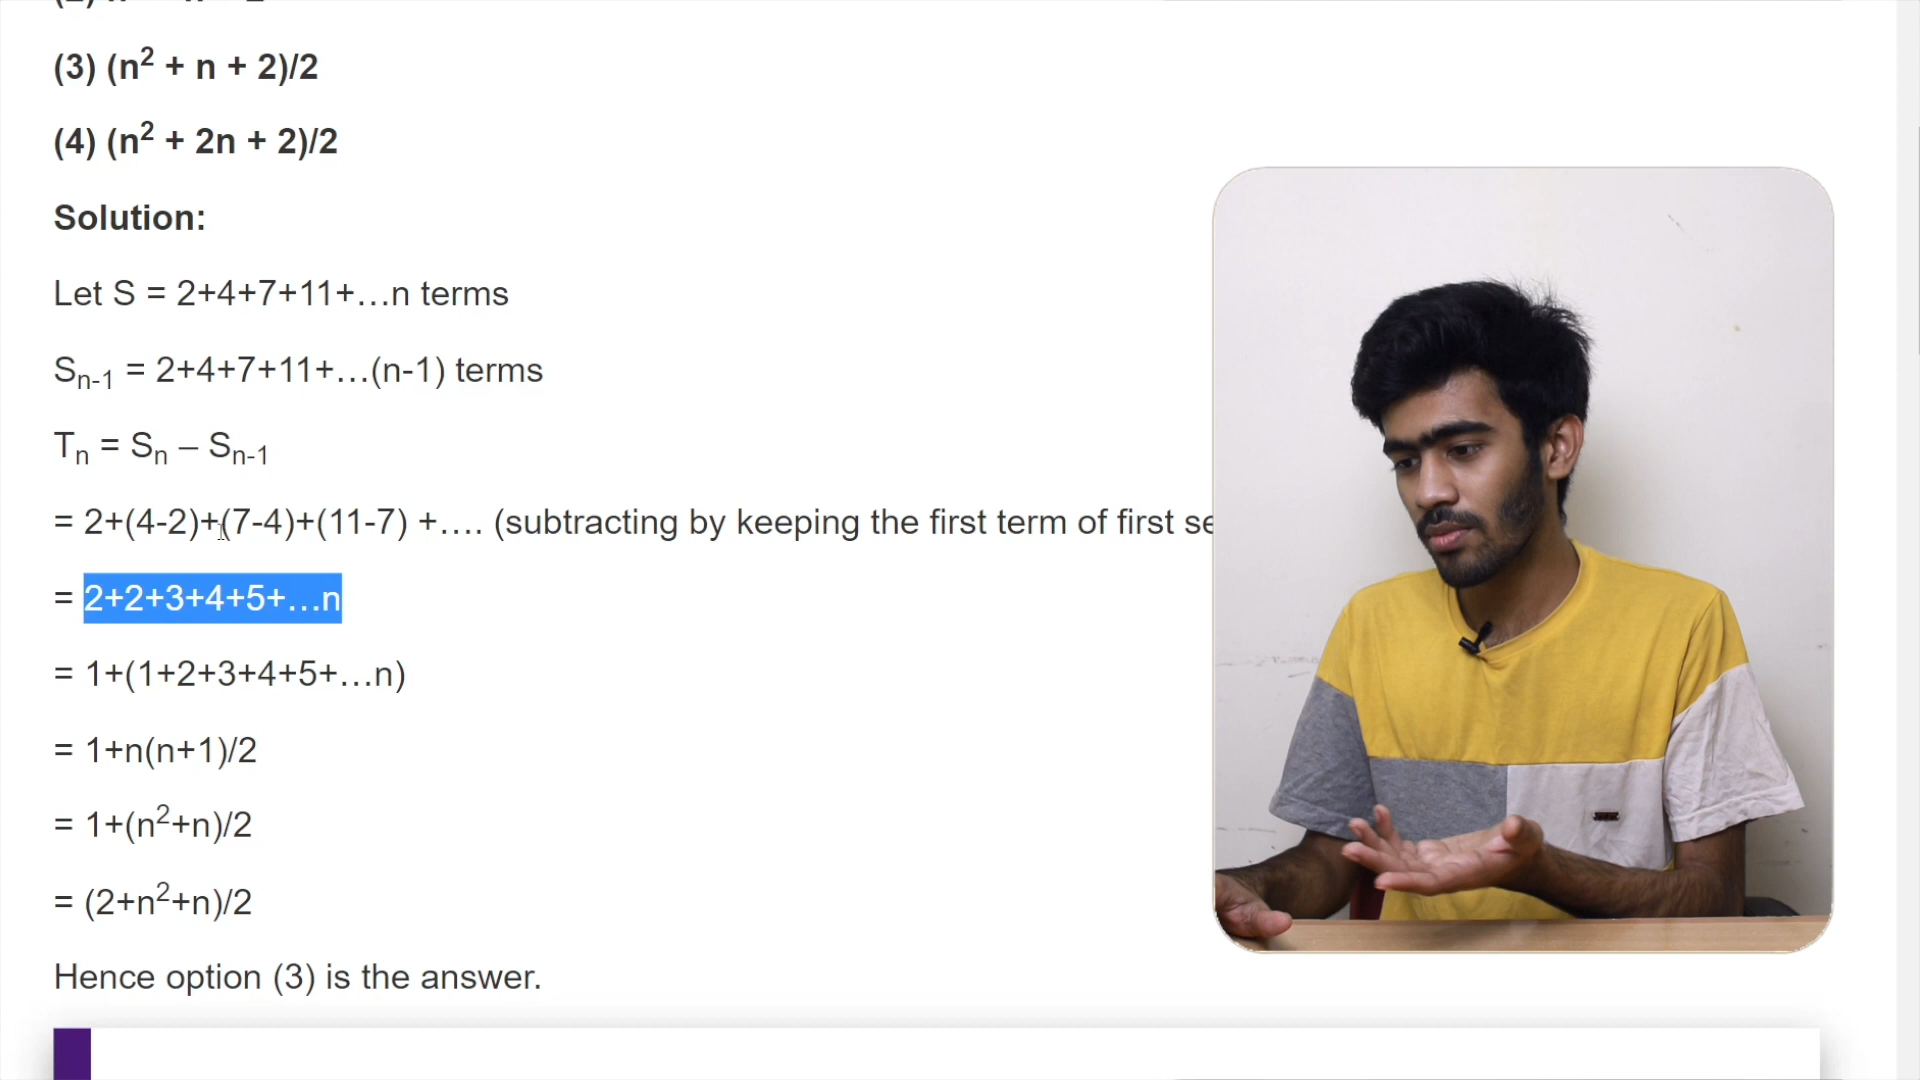 (3) (n² + n + 2)/2
(4) (n² + 2n + 2)/2
Solution:
Let S = 2+4+7+11+…n terms
Sₙ₋₁ = 2+4+7+11+…(n-1) terms
Tₙ = Sₙ – Sₙ₋₁
= 2+(4-2)+(7-4)+(11-7) +…. (subtracting by keeping the first term of first
= 2+2+3+4+5+…n
= 1+(1+2+3+4+5+…n)
= 1+n(n+1)/2
= 1+(n²+n)/2
= (2+n²+n)/2
Hence option (3) is the answer.